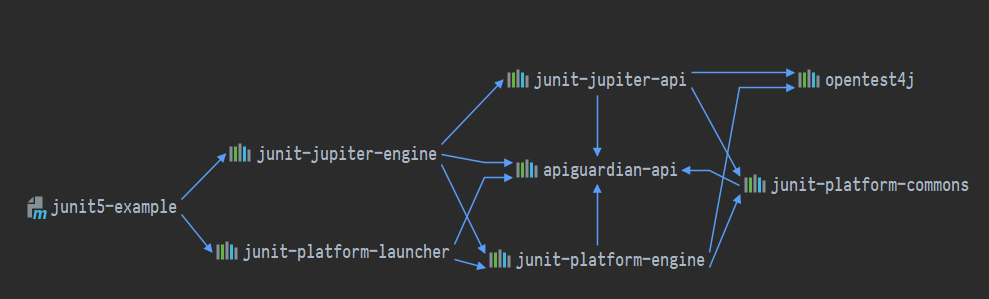 junit-jupiter-api
opentest4j
junit-jupiter-engine
apiguardian-api
junit-platform-commons
junit5-example
junit-platform-launcher
junit-platform-engine